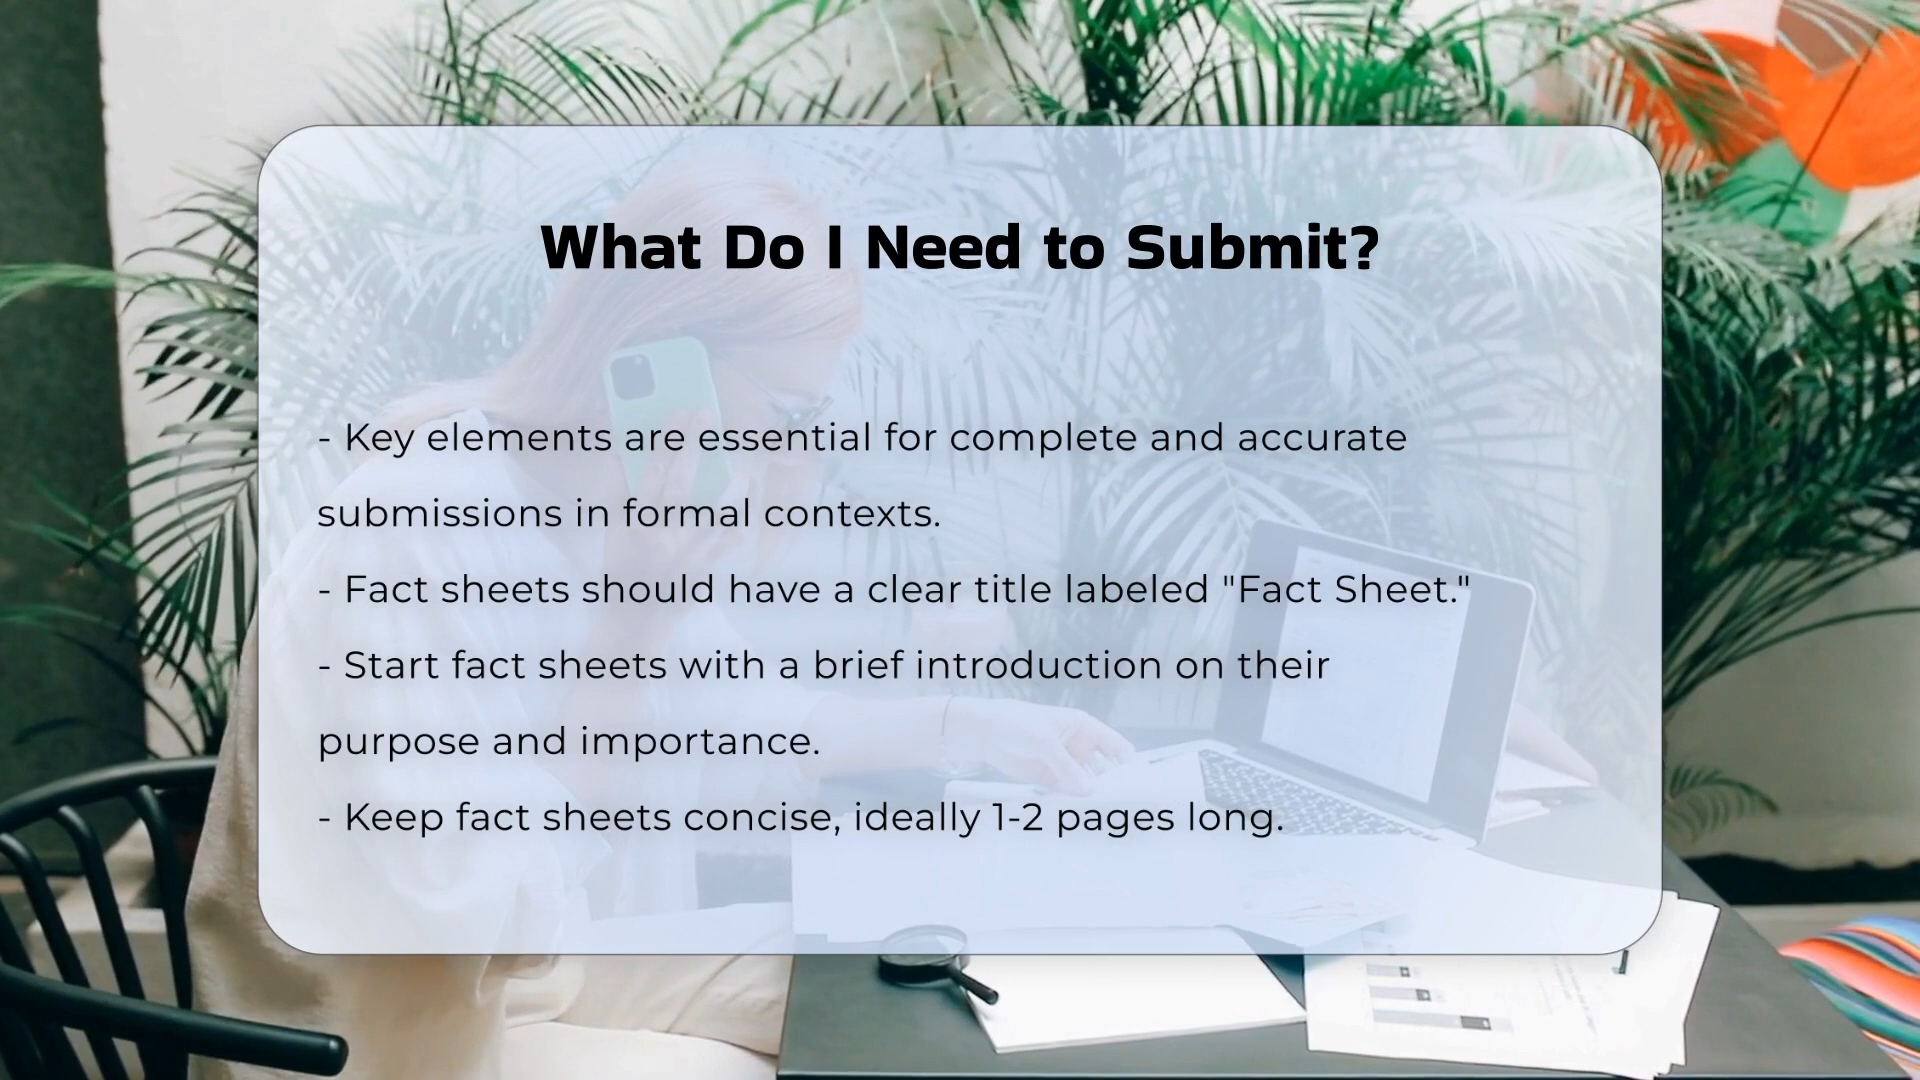 What Do I Need to Submit?
- Key elements are essential for complete and accurate
submissions in formal contexts.
- Fact sheets should have a clear title labeled "Fact Sheet."
- Start fact sheets with a brief introduction on their
purpose and importance.
- Keep fact sheets concise, ideally 1-2 pages long.